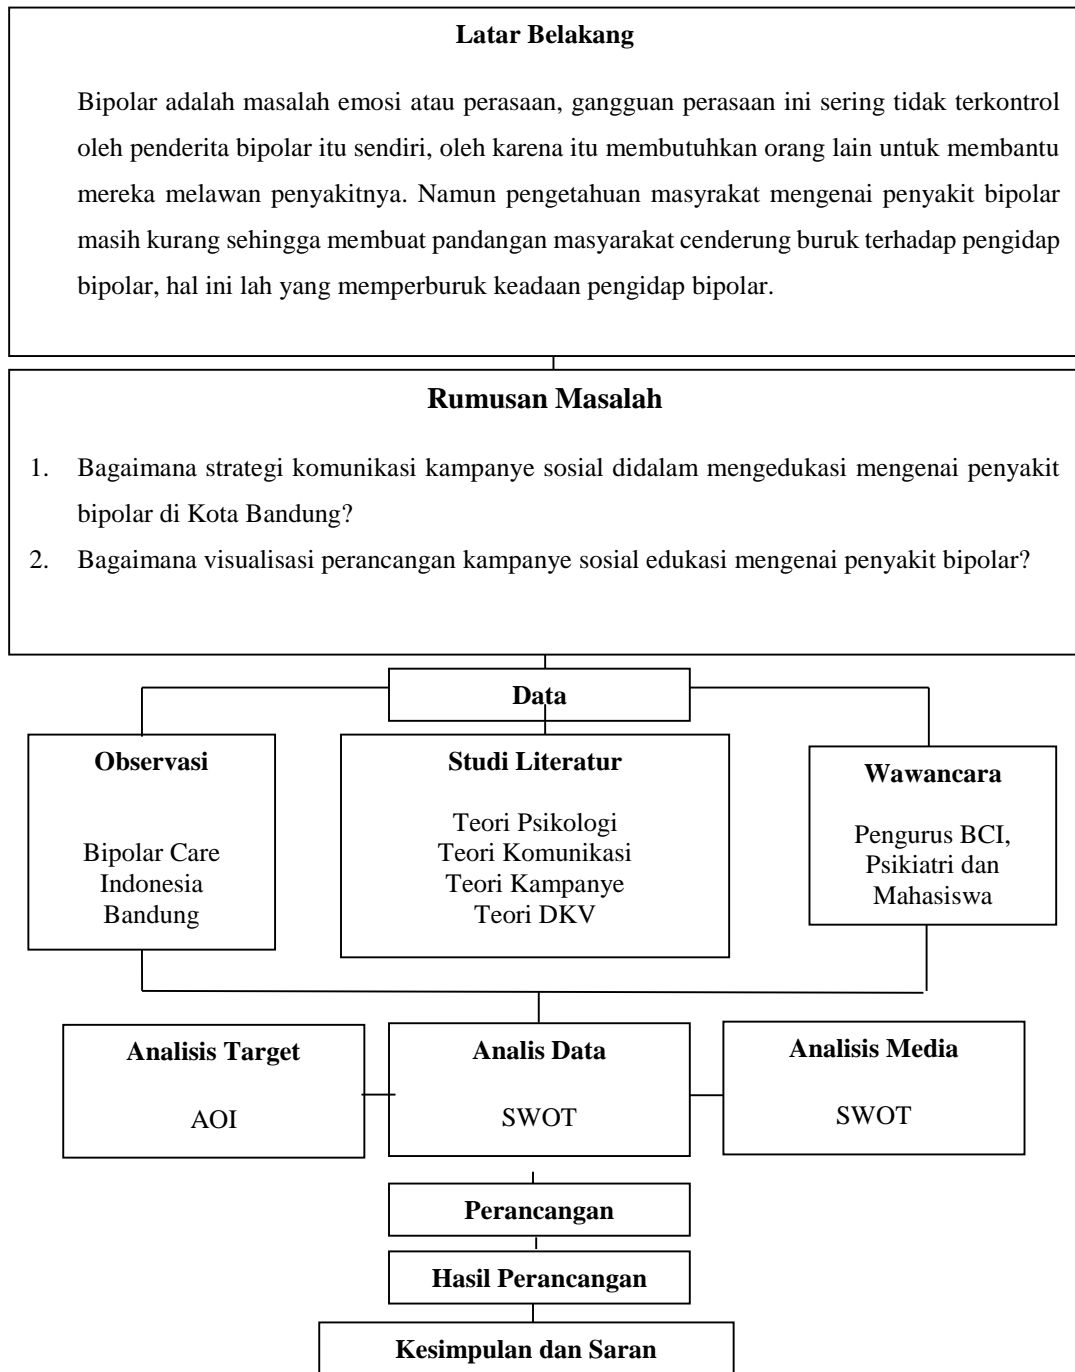 Latar Belakang
Bipolar adalah masalah emosi atau perasaan, gangguan perasaan ini sering tidak terkontrol
oleh penderita bipolar itu sendiri, oleh karena itu membutuhkan orang lain untuk membantu
mereka melawan penyakitnya. Namun pengetahuan masyrakat mengenai penyakit bipolar
masih kurang sehingga membuat pandangan masyarakat cenderung buruk terhadap pengidap
bipolar, hal ini lah yang memperburuk keadaan pengidap bipolar.
Rumusan Masalah
1. Bagaimana strategi komunikasi kampanye sosial didalam mengedukasi mengenai penyakit
bipolar di Kota Bandung?
2. Bagaimana visualisasi perancangan kampanye sosial edukasi mengenai penyakit bipolar?
Data
Observasi
Bipolar Care
Indonesia
Bandung
Studi Literatur
Teori Psikologi
Teori Komunikasi
Teori Kampanye
Teori DKV
Wawancara
Pengurus BCI,
Psikiatri dan
Mahasiswa
Analisis Target
AOI
Analis Data
SWOT
Analisis Media
SWOT
Perancangan
Hasil Perancangan
Kesimpulan dan Saran